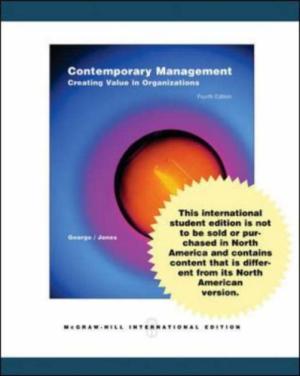 Contemporary Management
Creating Value in Organizations
Fourth Edition
This international
student edition is not
to be sold or pur-
chased in North
America and contains
content that is differ-
ent from its North
American
version.
George / Jones
McGRAW-HILL INTERNATIONAL EDITION